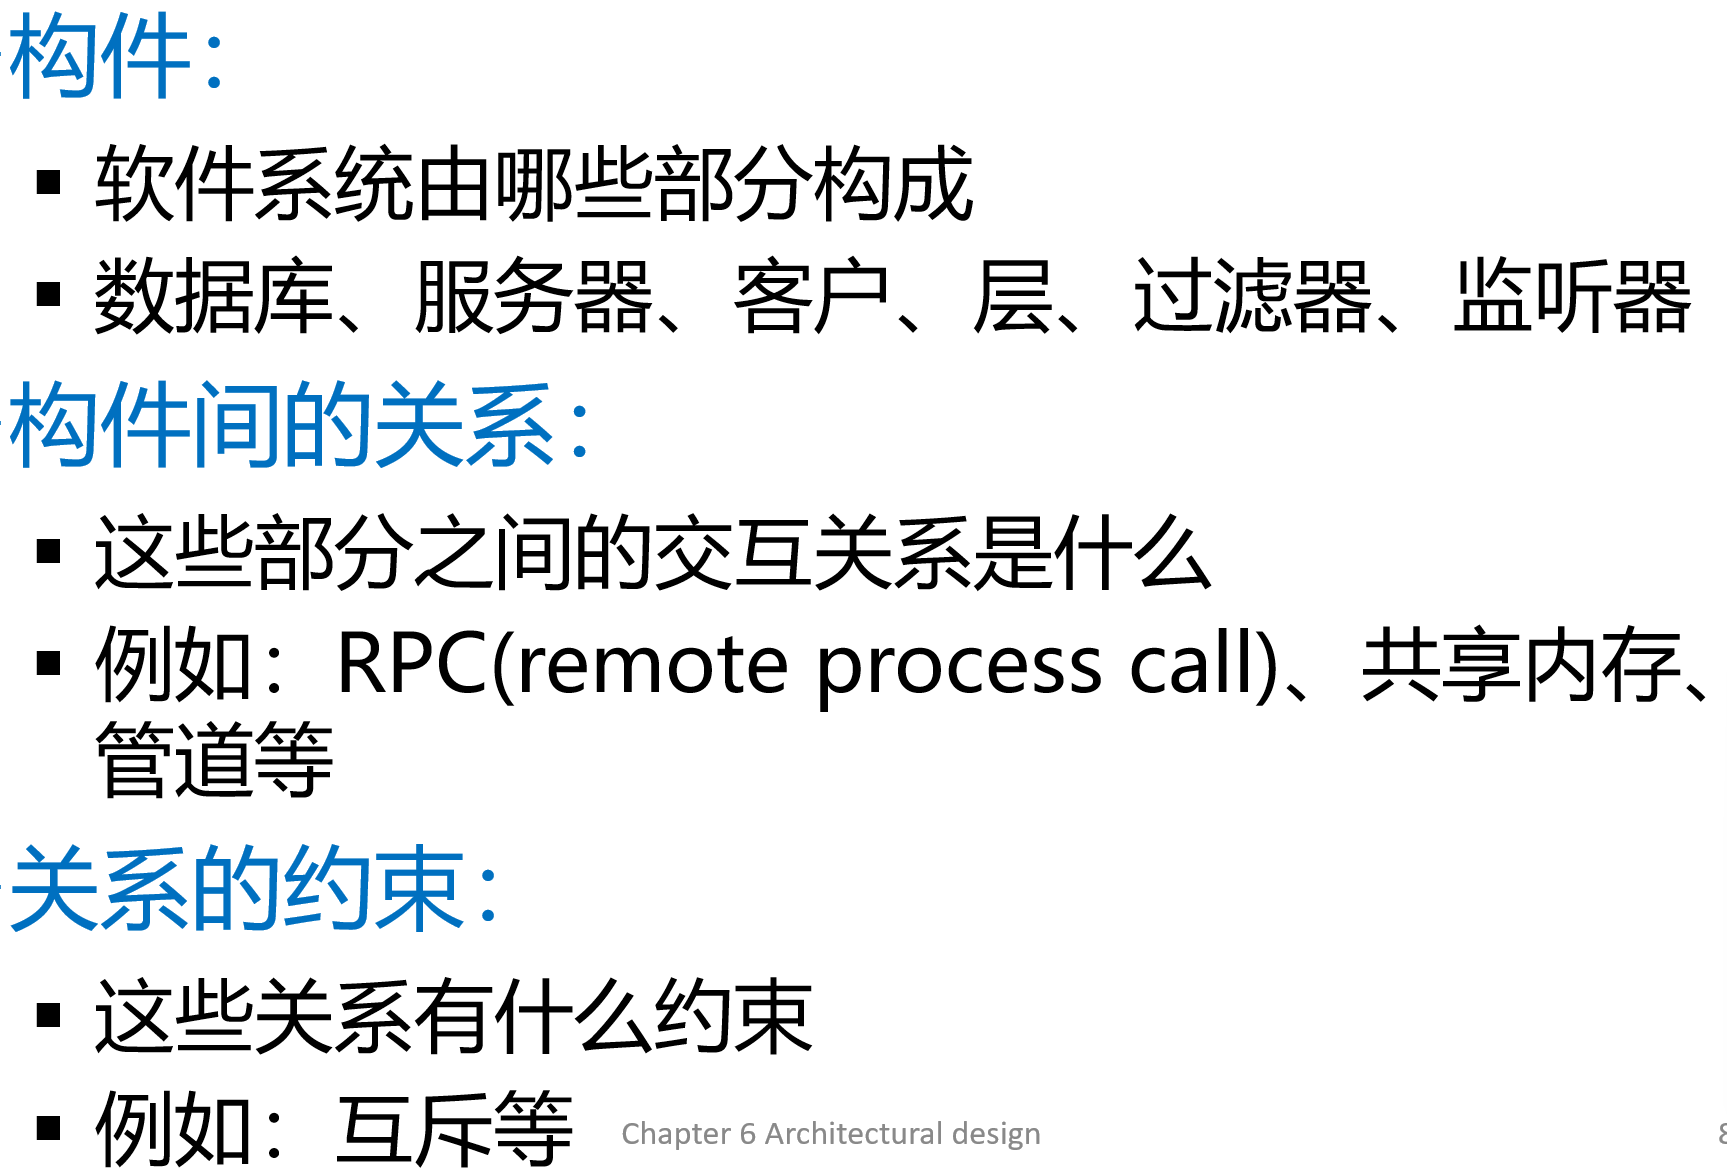 构件：
▪ 软件系统由哪些部分构成
▪ 数据库、服务器、客户、层、过滤器、监听器
构件间的关系：
▪ 这些部分之间的交互关系是什么
▪ 例如：RPC(remote process call)、共享内存、
管道等
关系的约束：
▪ 这些关系有什么约束
▪ 例如：互斥等
Chapter 6 Architectural design